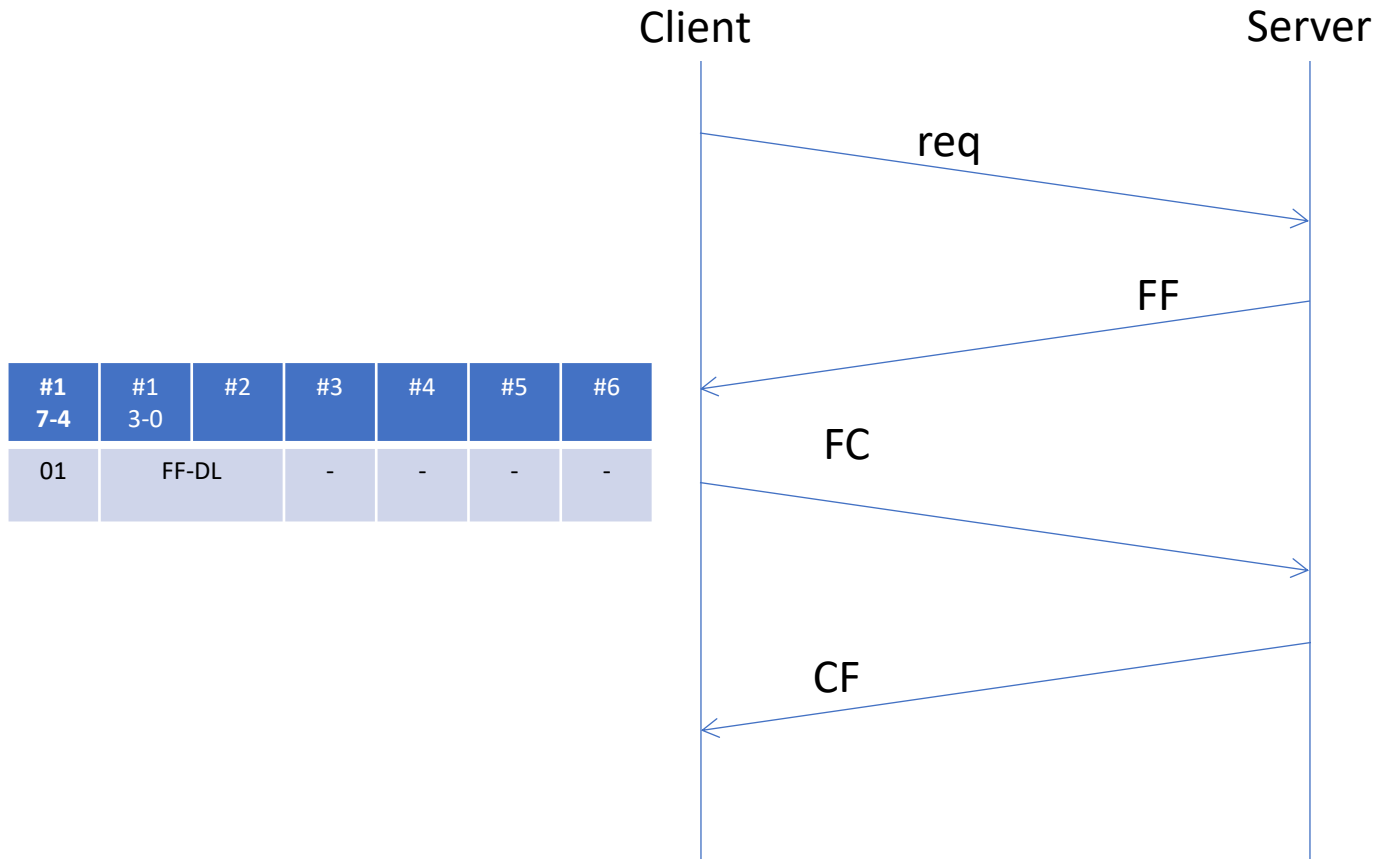 Client Server
req
FF
#1 #1 #2 #3 #4 #5 #6
7-4 3-0
FC
01 FF-DL - - - -
CF